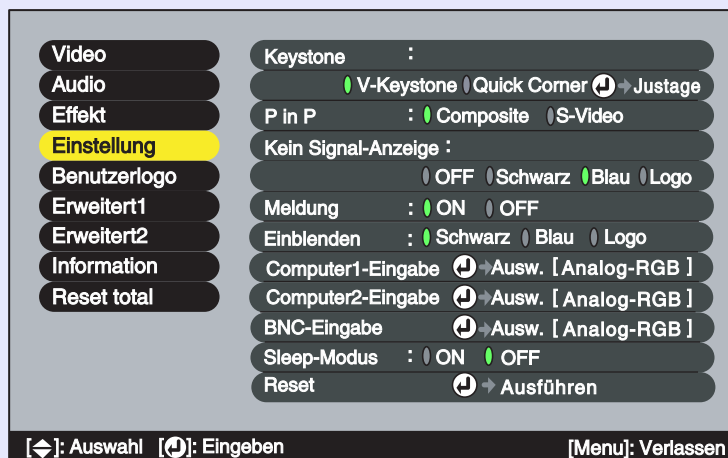 Video
Audio
Effekt
Einstellung
Benutzerlogo
Erweitert1
Erweitert2
Information
Reset total
Keystone :
V-Keystone Quick Corner Justage
P in P : Composite S-Video
Kein Signal-Anzeige :
OFF Schwarz Blau Logo
Meldung : ON OFF
Einblenden : Schwarz Blau Logo
Computer1-Eingabe Ausw. [ Analog-RGB ]
Computer2-Eingabe Ausw. [ Analog-RGB ]
BNC-Eingabe Ausw. [ Analog-RGB ]
Sleep-Modus : ON OFF
Reset Ausführen
[ ]: Auswahl [ ]: Eingeben [Menu]: Verlassen